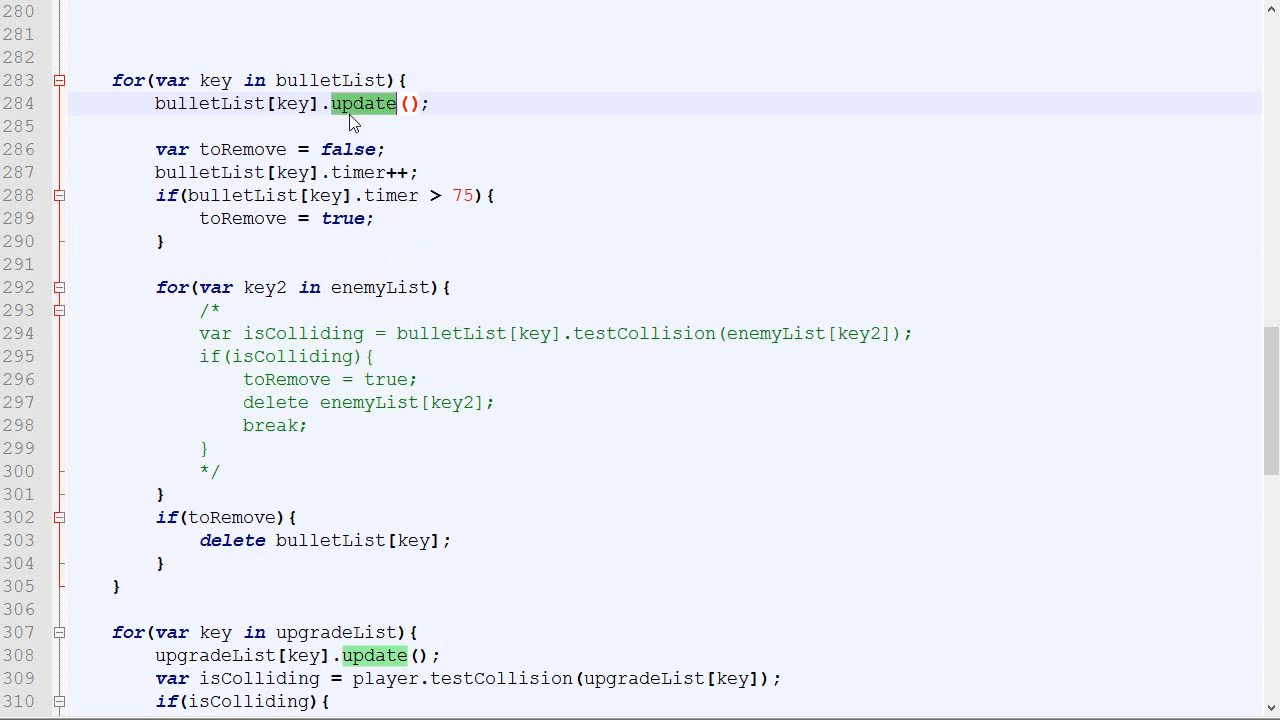 280
281
282
283 for(var key in bulletList){
284 bulletList[key].update();
285
286 var toRemove = false;
287 bulletList[key].timer++;
288 if(bulletList[key].timer > 75){
289 toRemove = true;
290 }
291
292 for(var key2 in enemyList){
293 /*
294 var isColliding = bulletList[key].testCollision(enemyList[key2]);
295 if(isColliding){
296 toRemove = true;
297 delete enemyList[key2];
298 break;
299 }
300 */
301 }
302 if(toRemove){
303 delete bulletList[key];
304 }
305 }
306
307 for(var key in upgradeList){
308 upgradeList[key].update();
309 var isColliding = player.testCollision(upgradeList[key]);
310 if(isColliding){